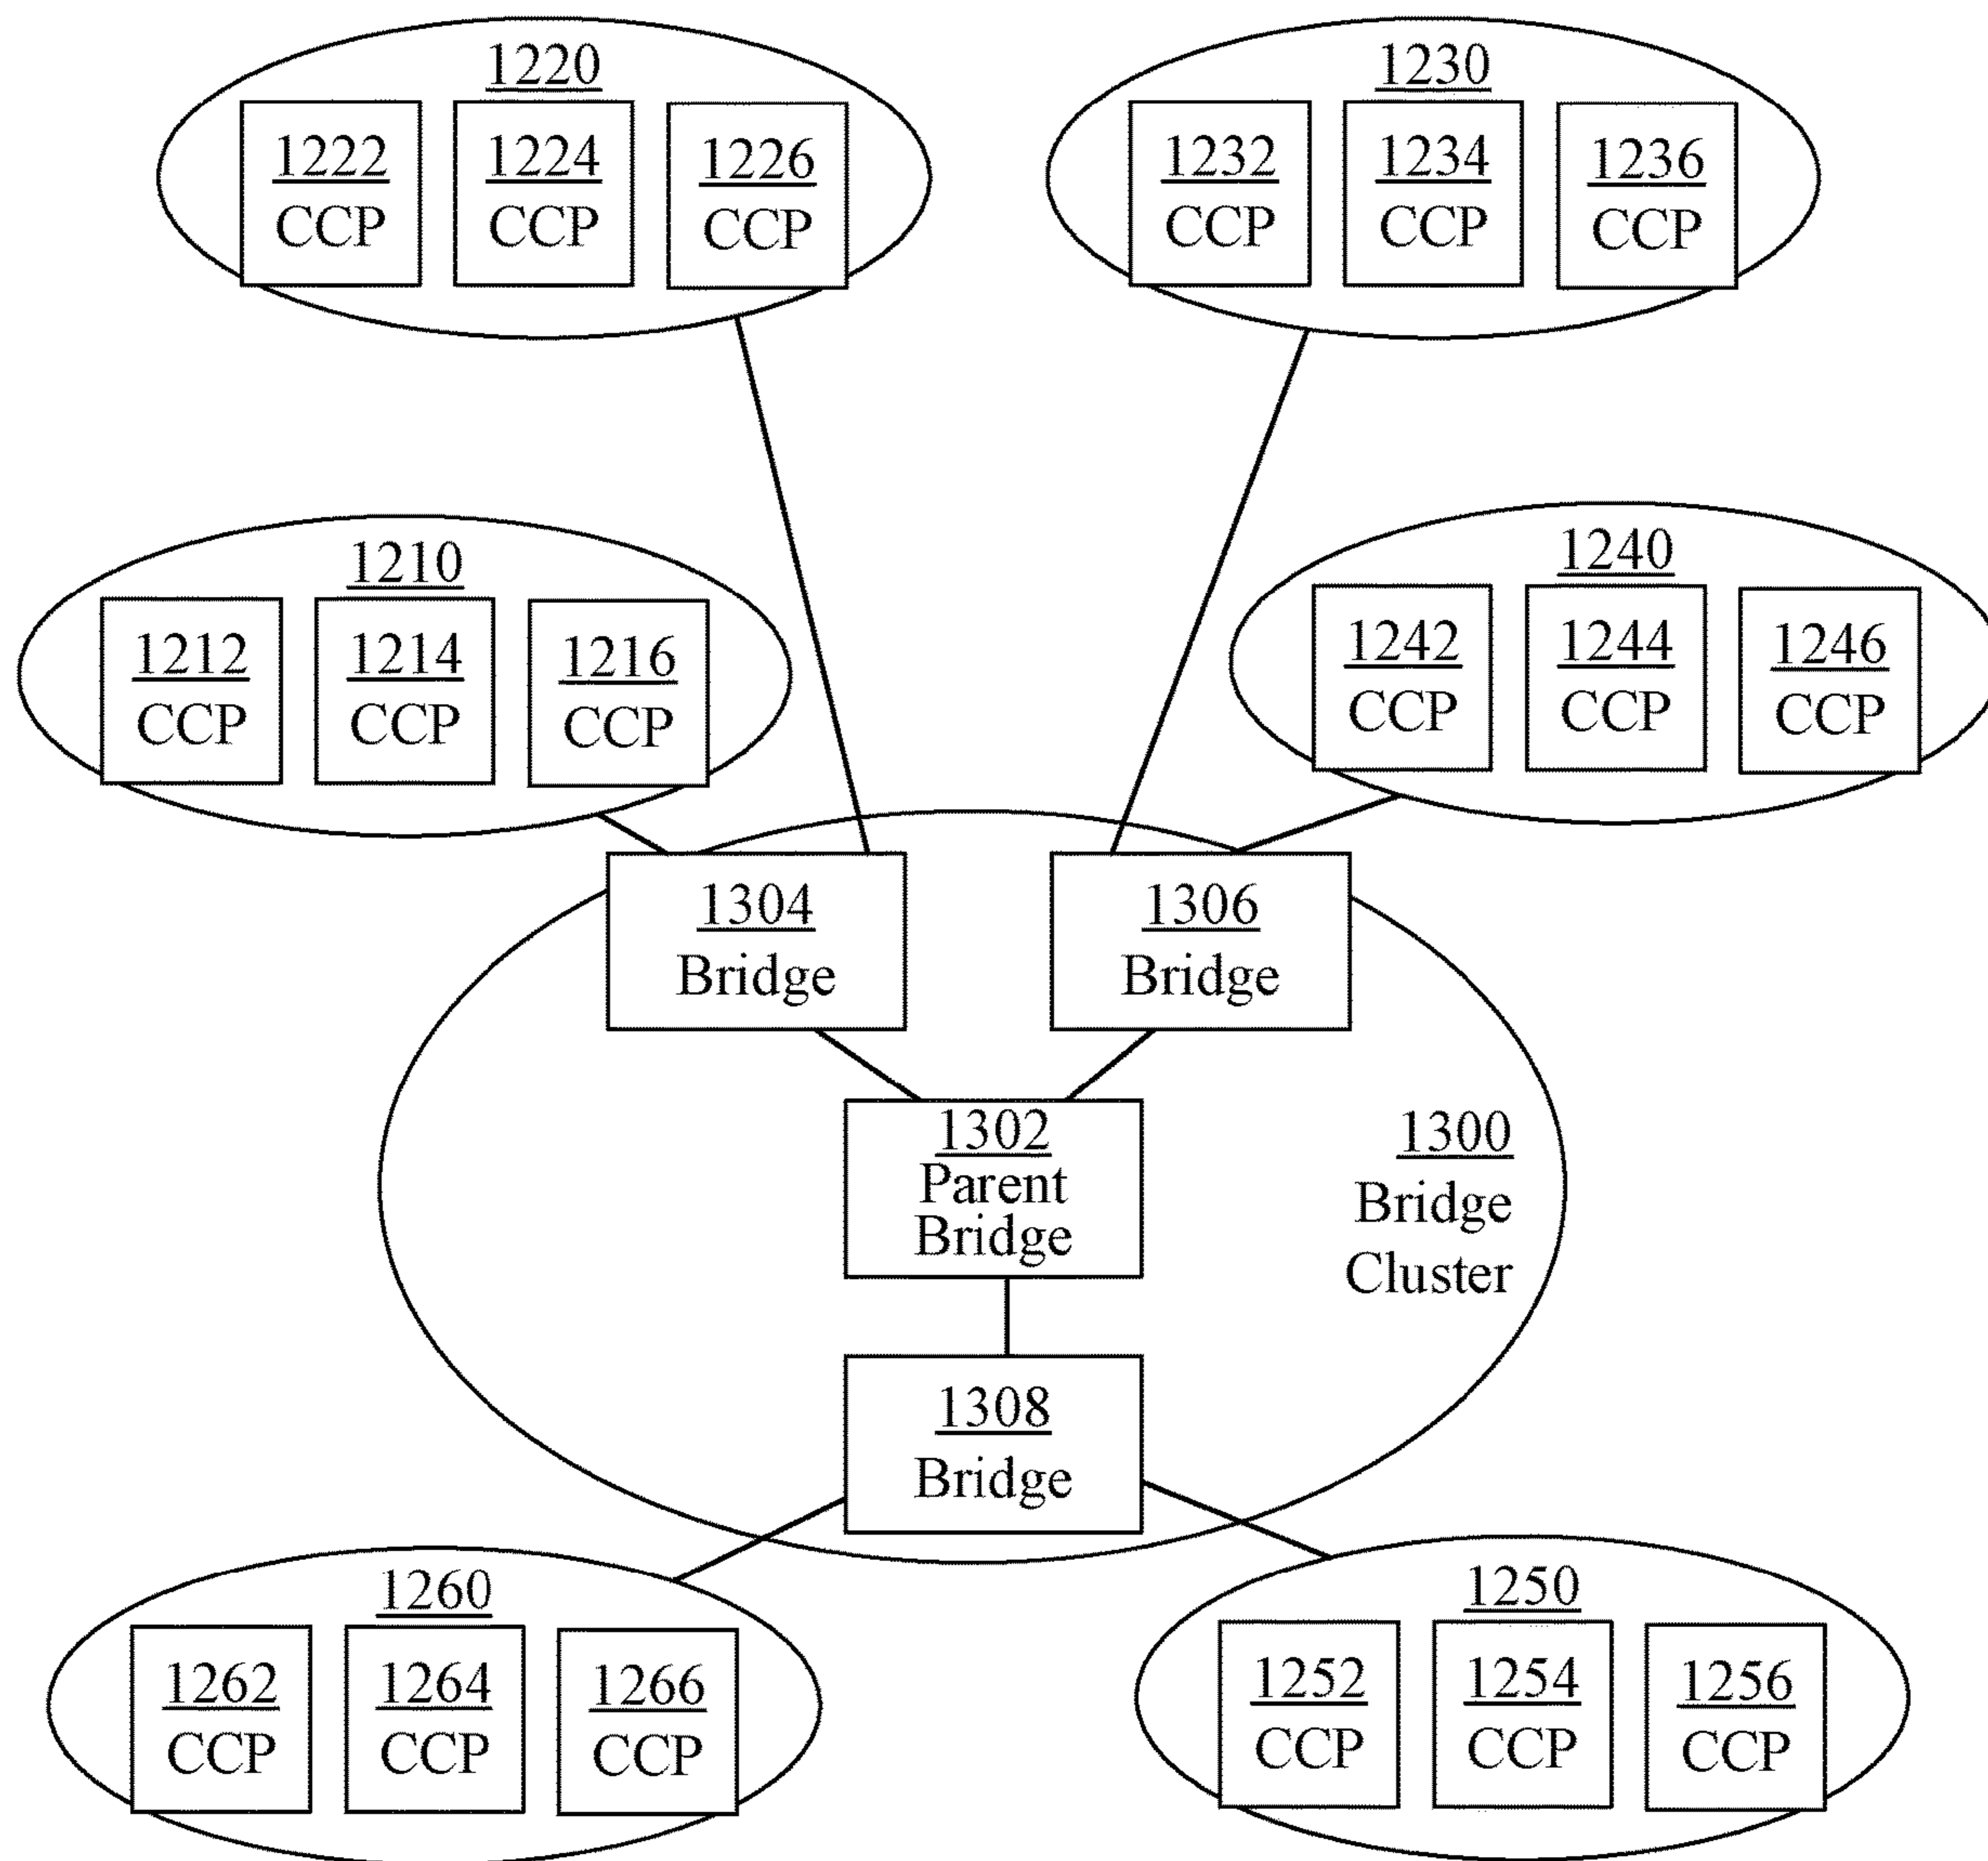 1220
1222
CCP
1224
CCP
1226
CCP
1230
1232
CCP
1234
CCP
1236
CCP
1210
1212
CCP
1214
CCP
1216
CCP
1240
1242
CCP
1244
CCP
1246
CCP
1304
Bridge
1306
Bridge
1302
Parent
Bridge
1300
Bridge
Cluster
1308
Bridge
1260
1262
CCP
1264
CCP
1266
CCP
1250
1252
CCP
1254
CCP
1256
CCP